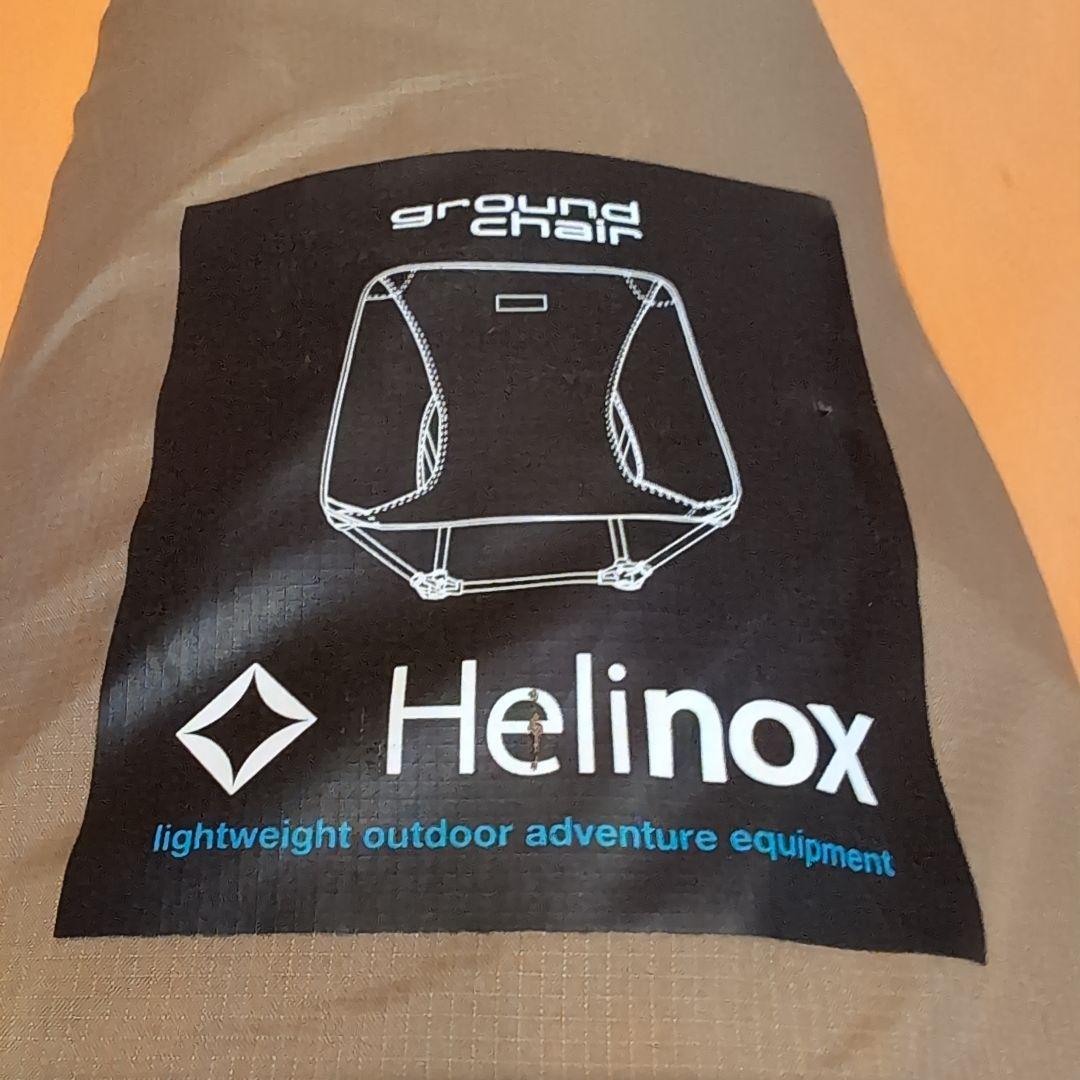 ground
chair
Helinox
lightweight outdoor adventure equipment